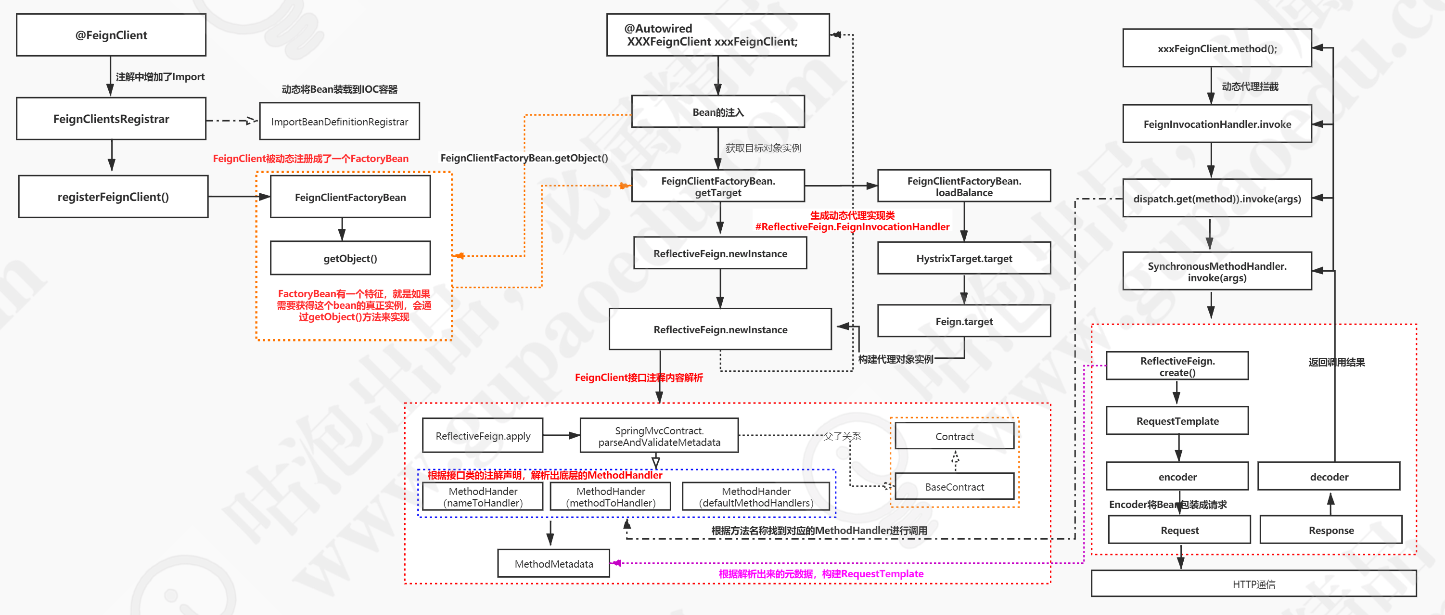 @FeignClient
注解中增加了Import
FeignClientsRegistrar
动态将Bean装载到IOC容器
ImportBeanDefinitionRegistrar
registerFeignClient()
FeignClient被动态注册成了一个FactoryBean
FeignClientFactoryBean
getObject()
FactoryBean有一个特征，就是如果
需要获得这个bean的真正实例，会通
过getObject()方法来实现
FeignClientFactoryBean.getObject()
@Autowired
XXXFeignClient xxxFeignClient;
Bean的注入
获取目标对象实例
FeignClientFactoryBean.
getTarget
FeignClientFactoryBean.
loadBalance
生成动态代理实现类
#ReflectiveFeign.FeignInvocationHandler
ReflectiveFeign.newInstance
HystrixTarget.target
ReflectiveFeign.newInstance
Feign.target
构建代理对象实例
FeignClient接口注释内容解析
ReflectiveFeign.apply
SpringMvcContract.
parseAndValidateMetadata
父了关系
Contract
BaseContract
根据接口类的注解声明，解析出底层的MethodHandler
MethodHander
(nameToHandler)
MethodHander
(methodToHandler)
MethodHander
(defaultMethodHandlers)
根据方法名称找到对应的MethodHandler进行调用
MethodMetadata
根据解析出来的元数据，构建RequestTemplate
xxxFeignClient.method();
动态代理拦截
FeignInvocationHandler.invoke
dispatch.get(method)).invoke(args)
SynchronousMethodHandler.
invoke(args)
ReflectiveFeign.
create()
返回调用结果
RequestTemplate
encoder
decoder
Encoder将Bean包装成请求
Request
Response
HTTP通信